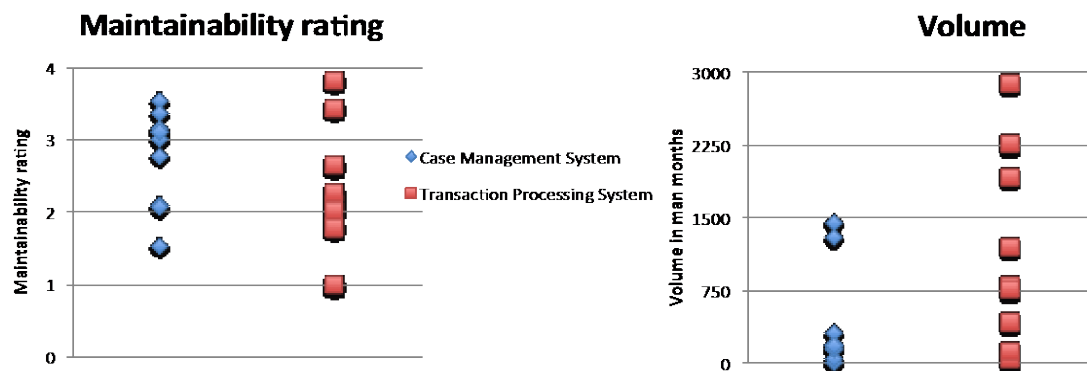 Maintainability rating
Volume
4
3
2
1
0
Maintainability rating
Case Management System
Transaction Processing System
3000
2250
1500
750
0
Volume in man months